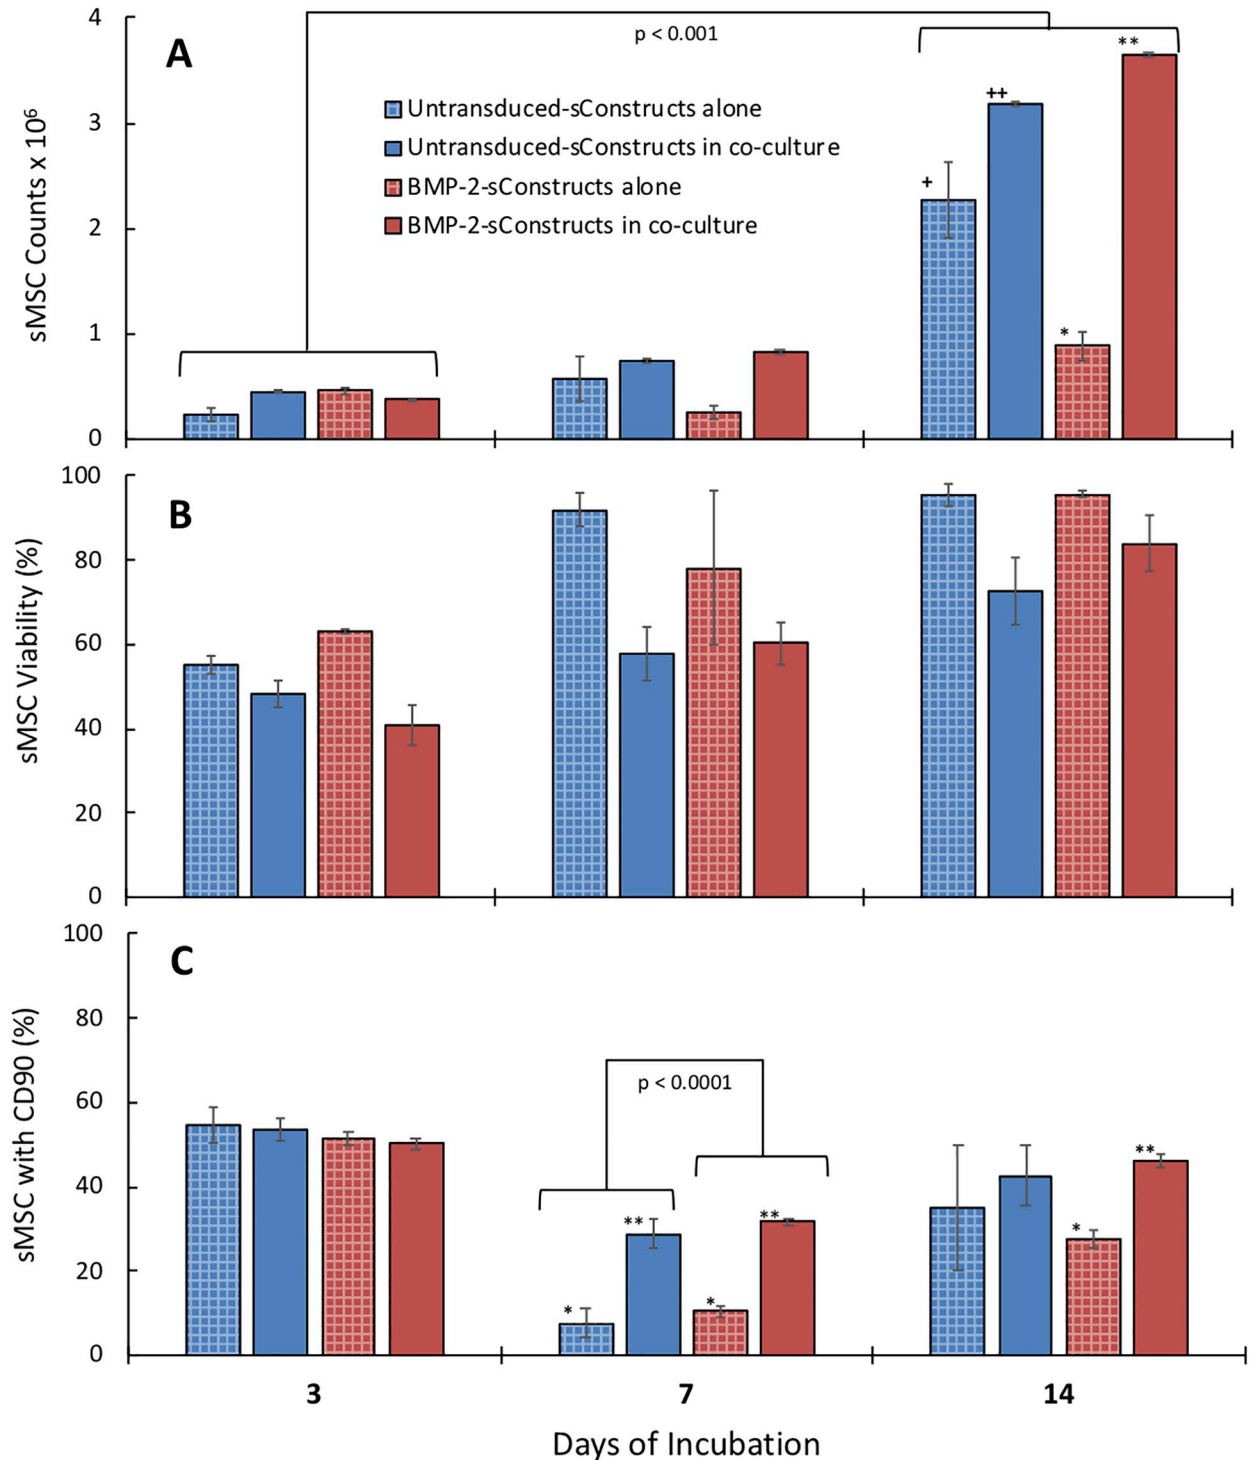 4
A
p < 0.001
**
++
Untransduced-sConstructs alone
3
Untransduced-sConstructs in co-culture
+
BMP-2-sConstructs alone
2
BMP-2-sConstructs in co-culture
sMSC Counts x 10⁶
1
*
0
100
B
80
60
sMSC Viability (%)
40
20
0
100
C
80
p < 0.0001
60
sMSC with CD90 (%)
**
40
** **
*
20
* *
0
3 7 14
Days of Incubation